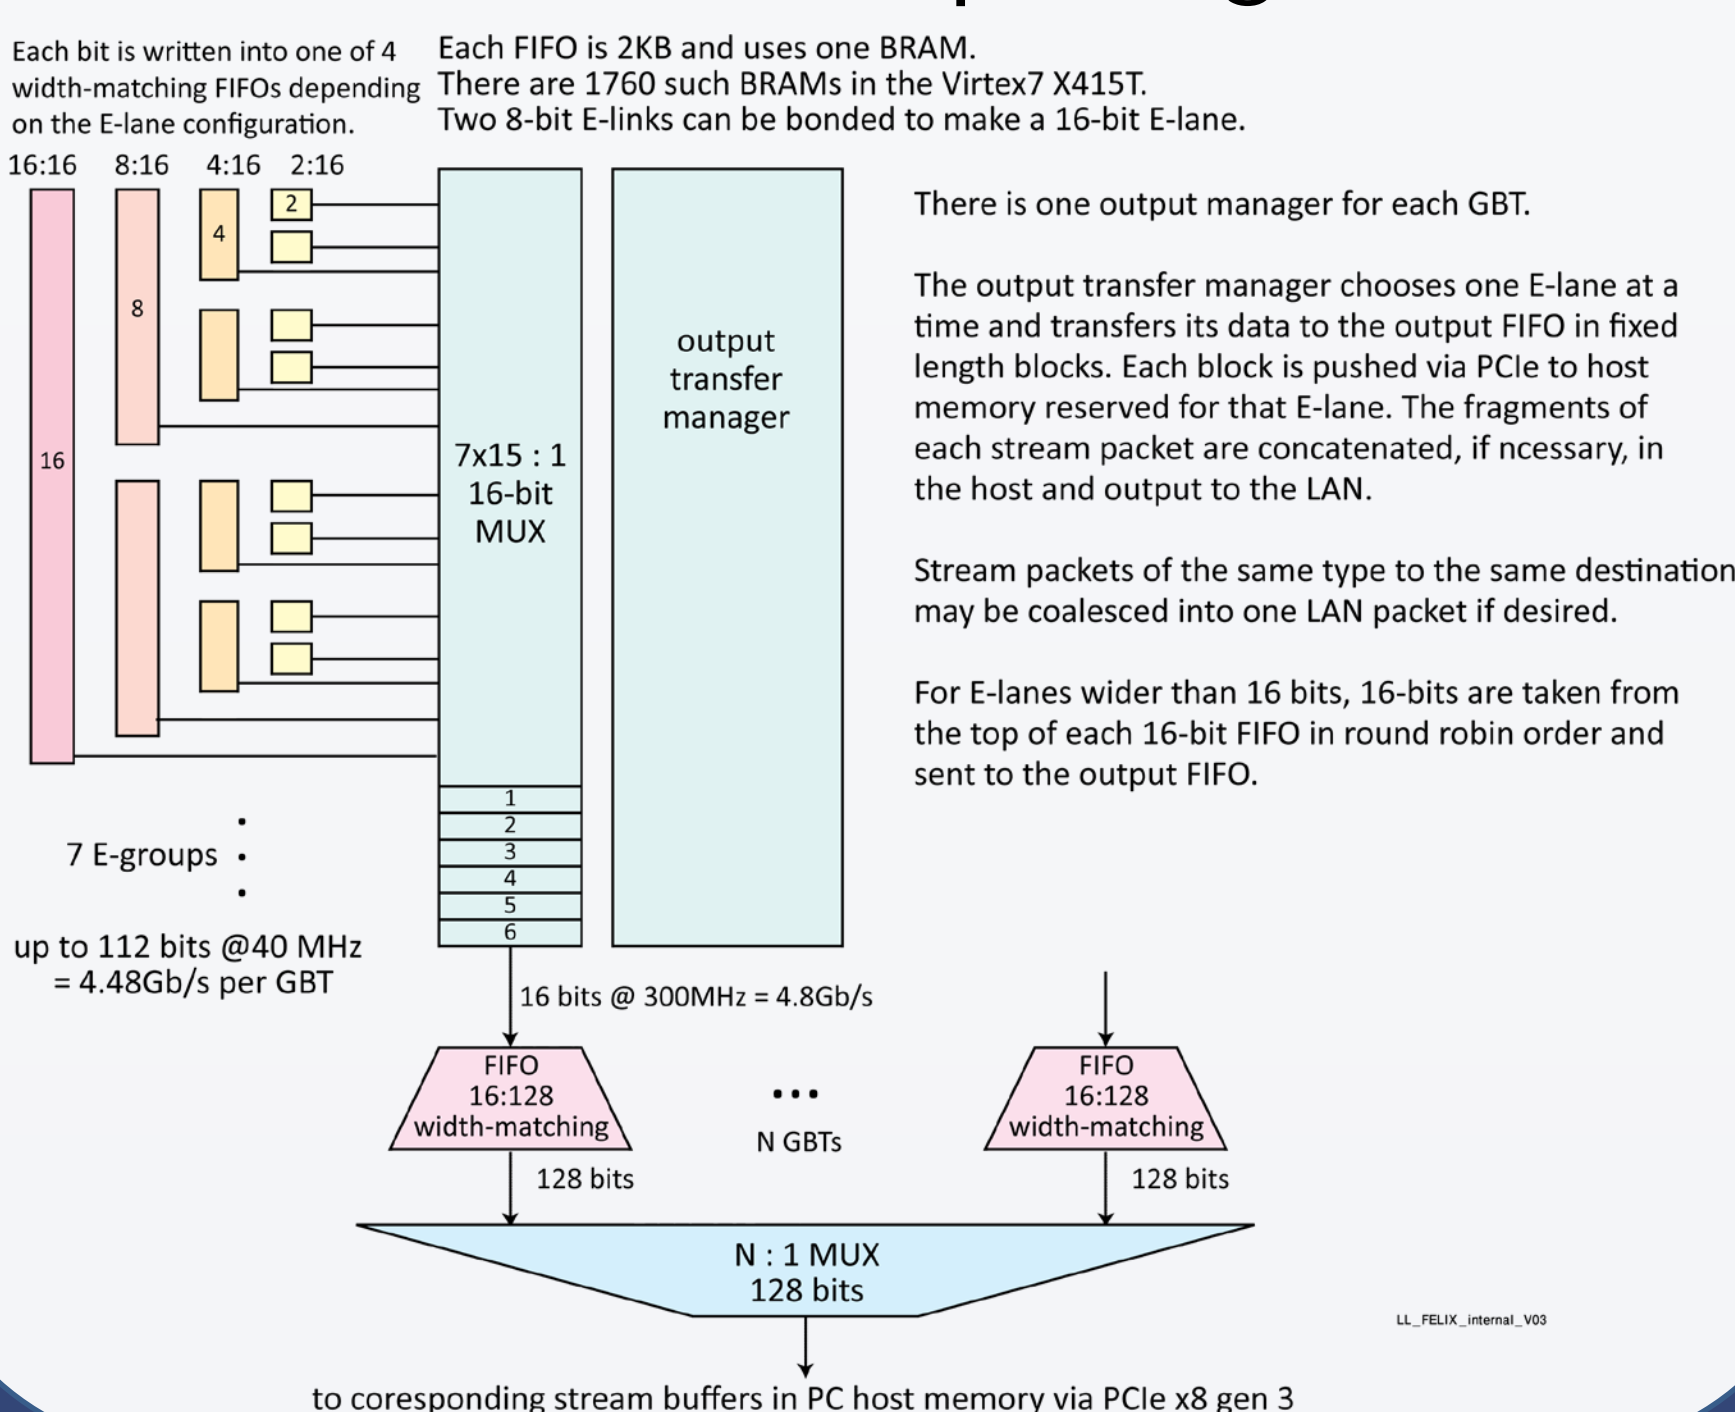 Each bit is written into one of 4
width-matching FIFOs depending
on the E-lane configuration.
Each FIFO is 2KB and uses one BRAM.
There are 1760 such BRAMs in the Virtex7 X415T.
Two 8-bit E-links can be bonded to make a 16-bit E-lane.
16:16 8:16 4:16 2:16
2
4
8
16
7x15 : 1
16-bit
MUX
output
transfer
manager
There is one output manager for each GBT.
The output transfer manager chooses one E-lane at a
time and transfers its data to the output FIFO in fixed
length blocks. Each block is pushed via PCIe to host
memory reserved for that E-lane. The fragments of
each stream packet are concatenated, if ncessary, in
the host and output to the LAN.
Stream packets of the same type to the same destination
may be coalesced into one LAN packet if desired.
For E-lanes wider than 16 bits, 16-bits are taken from
the top of each 16-bit FIFO in round robin order and
sent to the output FIFO.
1
2
3
4
5
6
7 E-groups
up to 112 bits @40 MHz
= 4.48Gb/s per GBT
16 bits @ 300MHz = 4.8Gb/s
FIFO
16:128
width-matching
...
N GBTs
FIFO
16:128
width-matching
128 bits
128 bits
N : 1 MUX
128 bits
LL_FELIX_internal_V03
to coresponding stream buffers in PC host memory via PCIe x8 gen 3